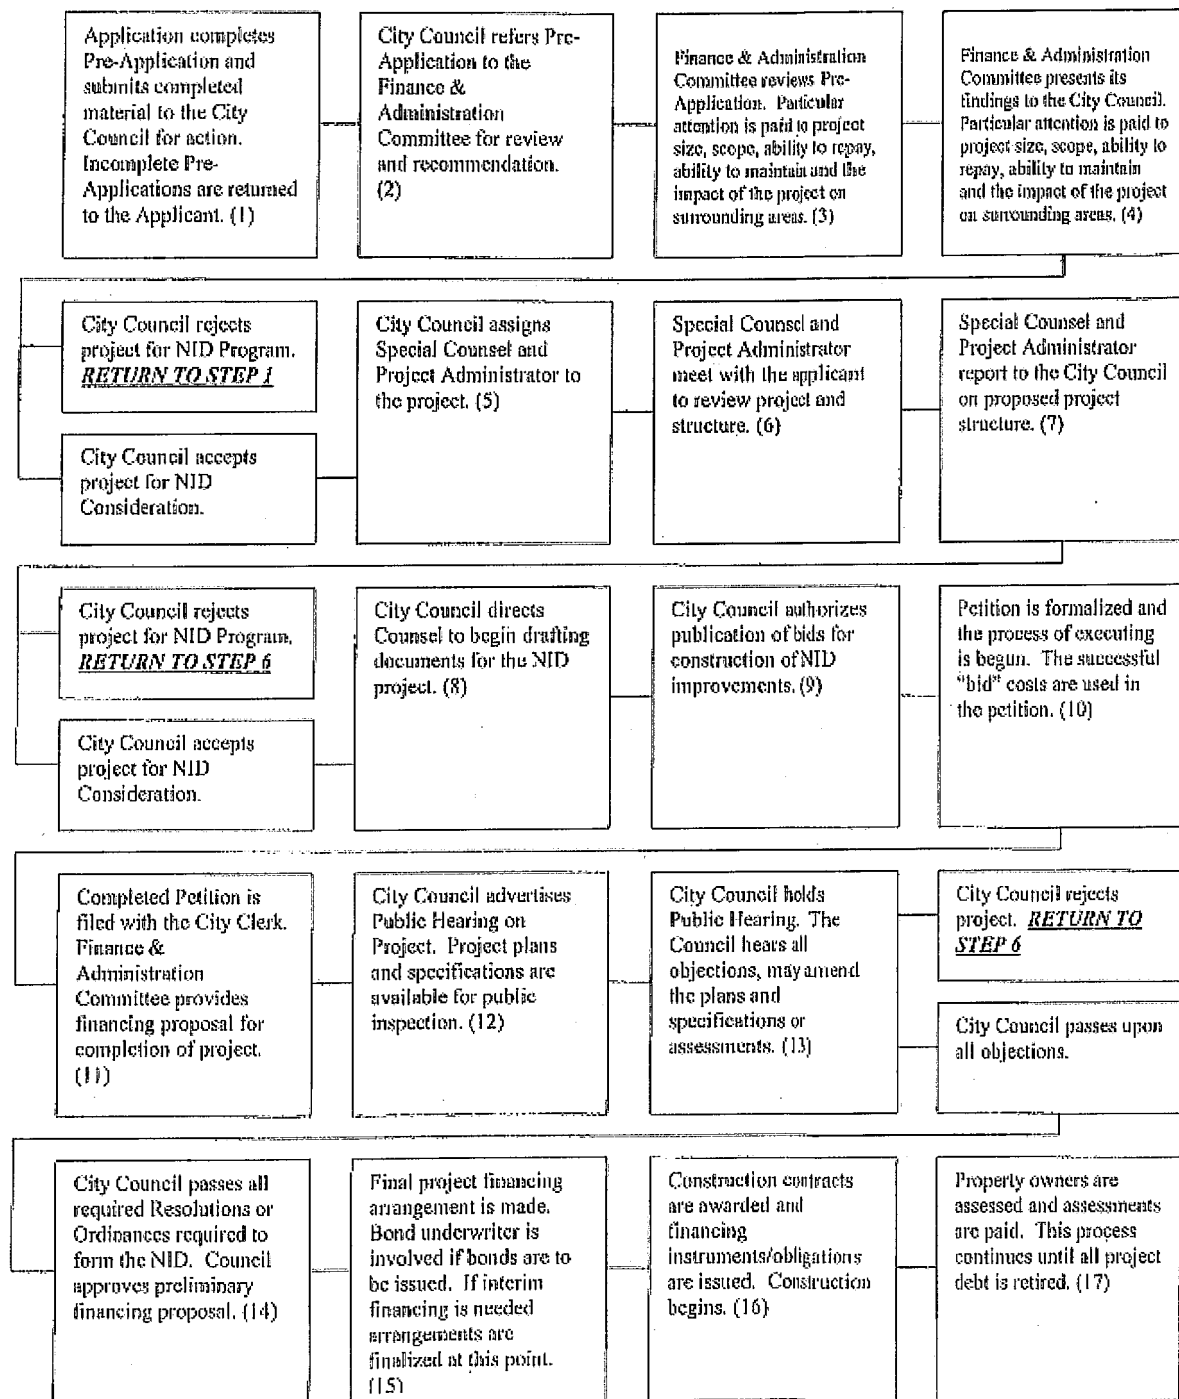 Application completes
Pre-Application and
submits completed
material to the City
Council for action.
Incomplete Pre-
Applications are returned
to the Applicant. (1)
City Council refers Pre-
Application to the
Finance &
Administration
Committee for review
and recommendation.
(2)
Finance & Administration
Committee reviews Pre-
Application. Particular
attention is paid to project
size, scope, ability to repay,
ability to maintain and the
impact of the project on
surrounding areas. (3)
Finance & Administration
Committee presents its
findings to the City Council.
Particular attention is paid to
project size, scope, ability to
repay, ability to maintain
and the impact of the project
on surrounding areas. (4)
City Council rejects
project for NID Program.
RETURN TO STEP 1
City Council accepts
project for NID
Consideration.
City Council assigns
Special Counsel and
Project Administrator to
the project. (5)
Special Counsel and
Project Administrator
meet with the applicant
to review project and
structure. (6)
Special Counsel and
Project Administrator
report to the City Council
on proposed project
structure. (7)
City Council rejects
project for NID Program.
RETURN TO STEP 6
City Council accepts
project for NID
Consideration.
City Council directs
Counsel to begin drafting
documents for the NID
project. (8)
City Council authorizes
publication of bids for
construction of NID
improvements. (9)
Petition is formalized and
the process of executing
is begun. The successful
"bid" costs are used in
the petition. (10)
Completed Petition is
filed with the City Clerk.
Finance &
Administration
Committee provides
financing proposal for
completion of project.
(11)
City Council advertises
Public Hearing on
Project. Project plans
and specifications are
available for public
inspection. (12)
City Council holds
Public Hearing. The
Council hears all
objections, may amend
the plans and
specifications or
assessments. (13)
City Council rejects
project. RETURN TO
STEP 6
City Council passes upon
all objections.
City Council passes all
required Resolutions or
Ordinances required to
form the NID. Council
approves preliminary
financing proposal. (14)
Final project financing
arrangement is made.
Bond underwriter is
involved if bonds are to
be issued. If interim
financing is needed
arrangements are
finalized at this point.
(15)
Construction contracts
are awarded and
financing
instruments/obligations
are issued. Construction
begins. (16)
Property owners are
assessed and assessments
are paid. This process
continues until all project
debt is retired. (17)